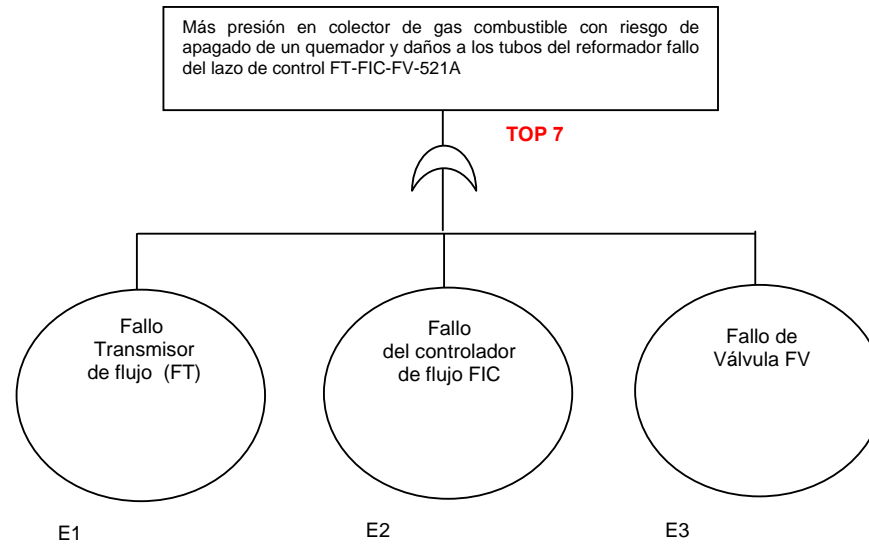 Más presión en colector de gas combustible con riesgo de
apagado de un quemador y daños a los tubos del reformador fallo
del lazo de control FT-FIC-FV-521A
TOP 7
Fallo
Transmisor
de flujo (FT)
Fallo
del controlador
de flujo FIC
Fallo de
Válvula FV
E1
E2
E3